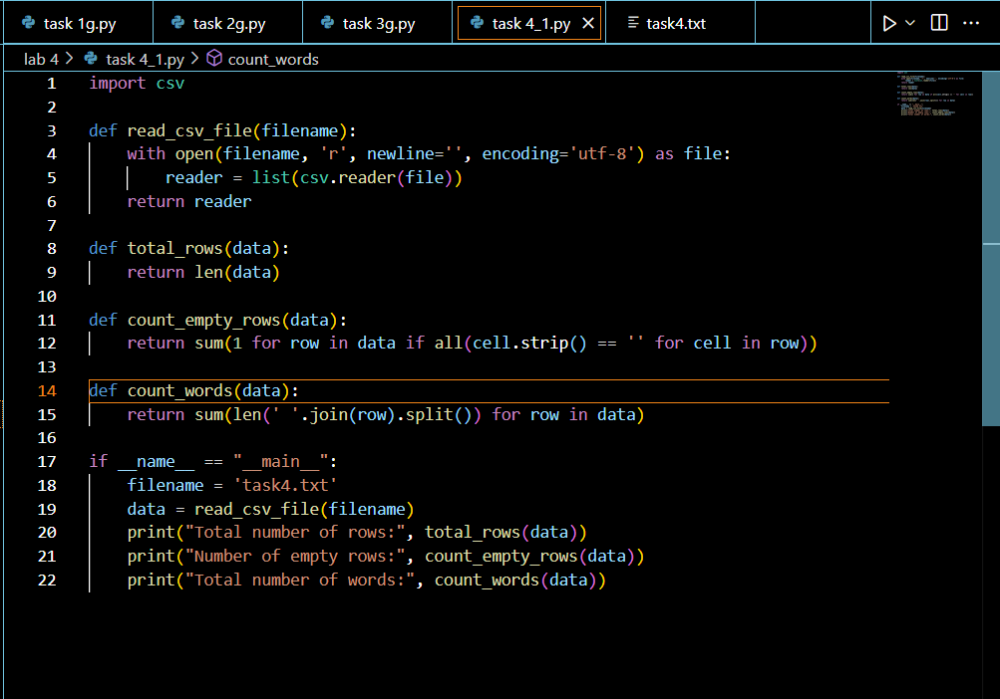 task 1g.py task 2g.py task 3g.py task 4_1.py task4.txt
lab 4 > task 4_1.py > count_words
1 import csv
2
3 def read_csv_file(filename):
4     with open(filename, 'r', newline='', encoding='utf-8') as file:
5         reader = list(csv.reader(file))
6     return reader
7
8 def total_rows(data):
9     return len(data)
10
11 def count_empty_rows(data):
12     return sum(1 for row in data if all(cell.strip() == '' for cell in row))
13
14 def count_words(data):
15     return sum(len(' '.join(row).split()) for row in data)
16
17 if __name__ == "__main__":
18     filename = 'task4.txt'
19     data = read_csv_file(filename)
20     print("Total number of rows:", total_rows(data))
21     print("Number of empty rows:", count_empty_rows(data))
22     print("Total number of words:", count_words(data))